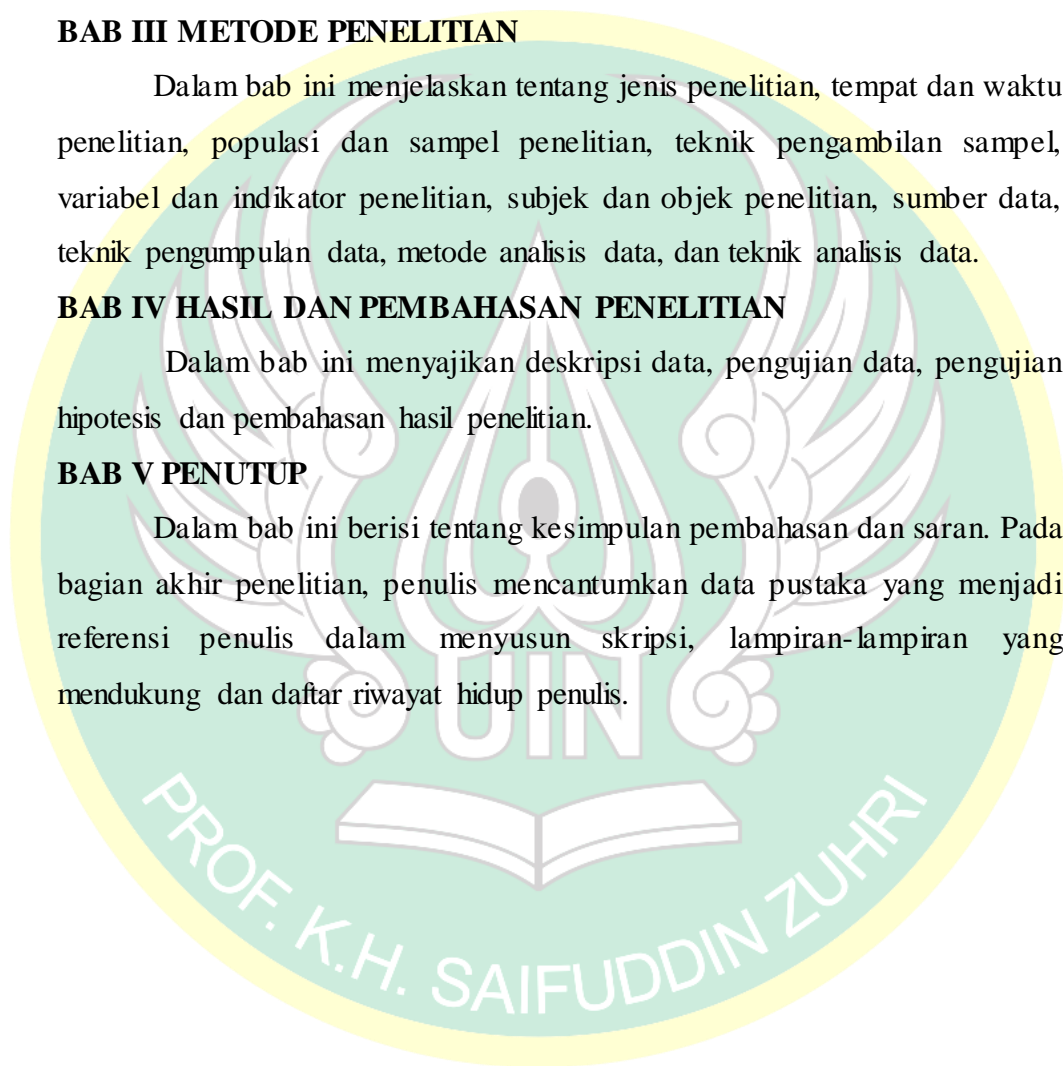 BAB III METODE PENELITIAN
Dalam bab ini menjelaskan tentang jenis penelitian, tempat dan waktu
penelitian, populasi dan sampel penelitian, teknik pengambilan sampel,
variabel dan indikator penelitian, subjek dan objek penelitian, sumber data,
teknik pengumpulan data, metode analisis data, dan teknik analisis data.
BAB IV HASIL DAN PEMBAHASAN PENELITIAN
Dalam bab ini menyajikan deskripsi data, pengujian data, pengujian
hipotesis dan pembahasan hasil penelitian.
BAB V PENUTUP
Dalam bab ini berisi tentang kesimpulan pembahasan dan saran. Pada
bagian akhir penelitian, penulis mencantumkan data pustaka yang menjadi
referensi penulis dalam menyusun skripsi, lampiran-lampiran yang
mendukung dan daftar riwayat hidup penulis.
UIN
PROF. K.H. SAIFUDDIN ZUHRI